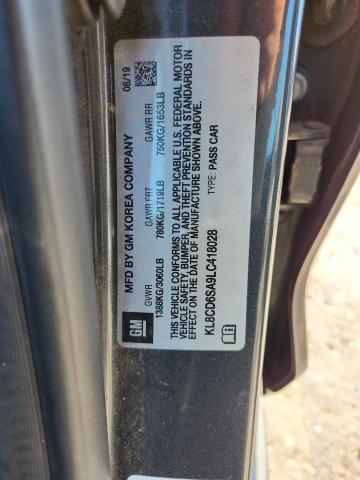 MFD BY GM KOREA COMPANY 08/19
GVWR GAWR FRT GAWR RR
1388KG/3060LB 780KG/1719LB 750KG/1653LB
THIS VEHICLE CONFORMS TO ALL APPLICABLE U.S. FEDERAL MOTOR
VEHICLE SAFETY, BUMPER, AND THEFT PREVENTION STANDARDS IN
EFFECT ON THE DATE OF MANUFACTURE SHOWN ABOVE.
KL8CD6SA9LC418028 TYPE: PASS CAR
GM